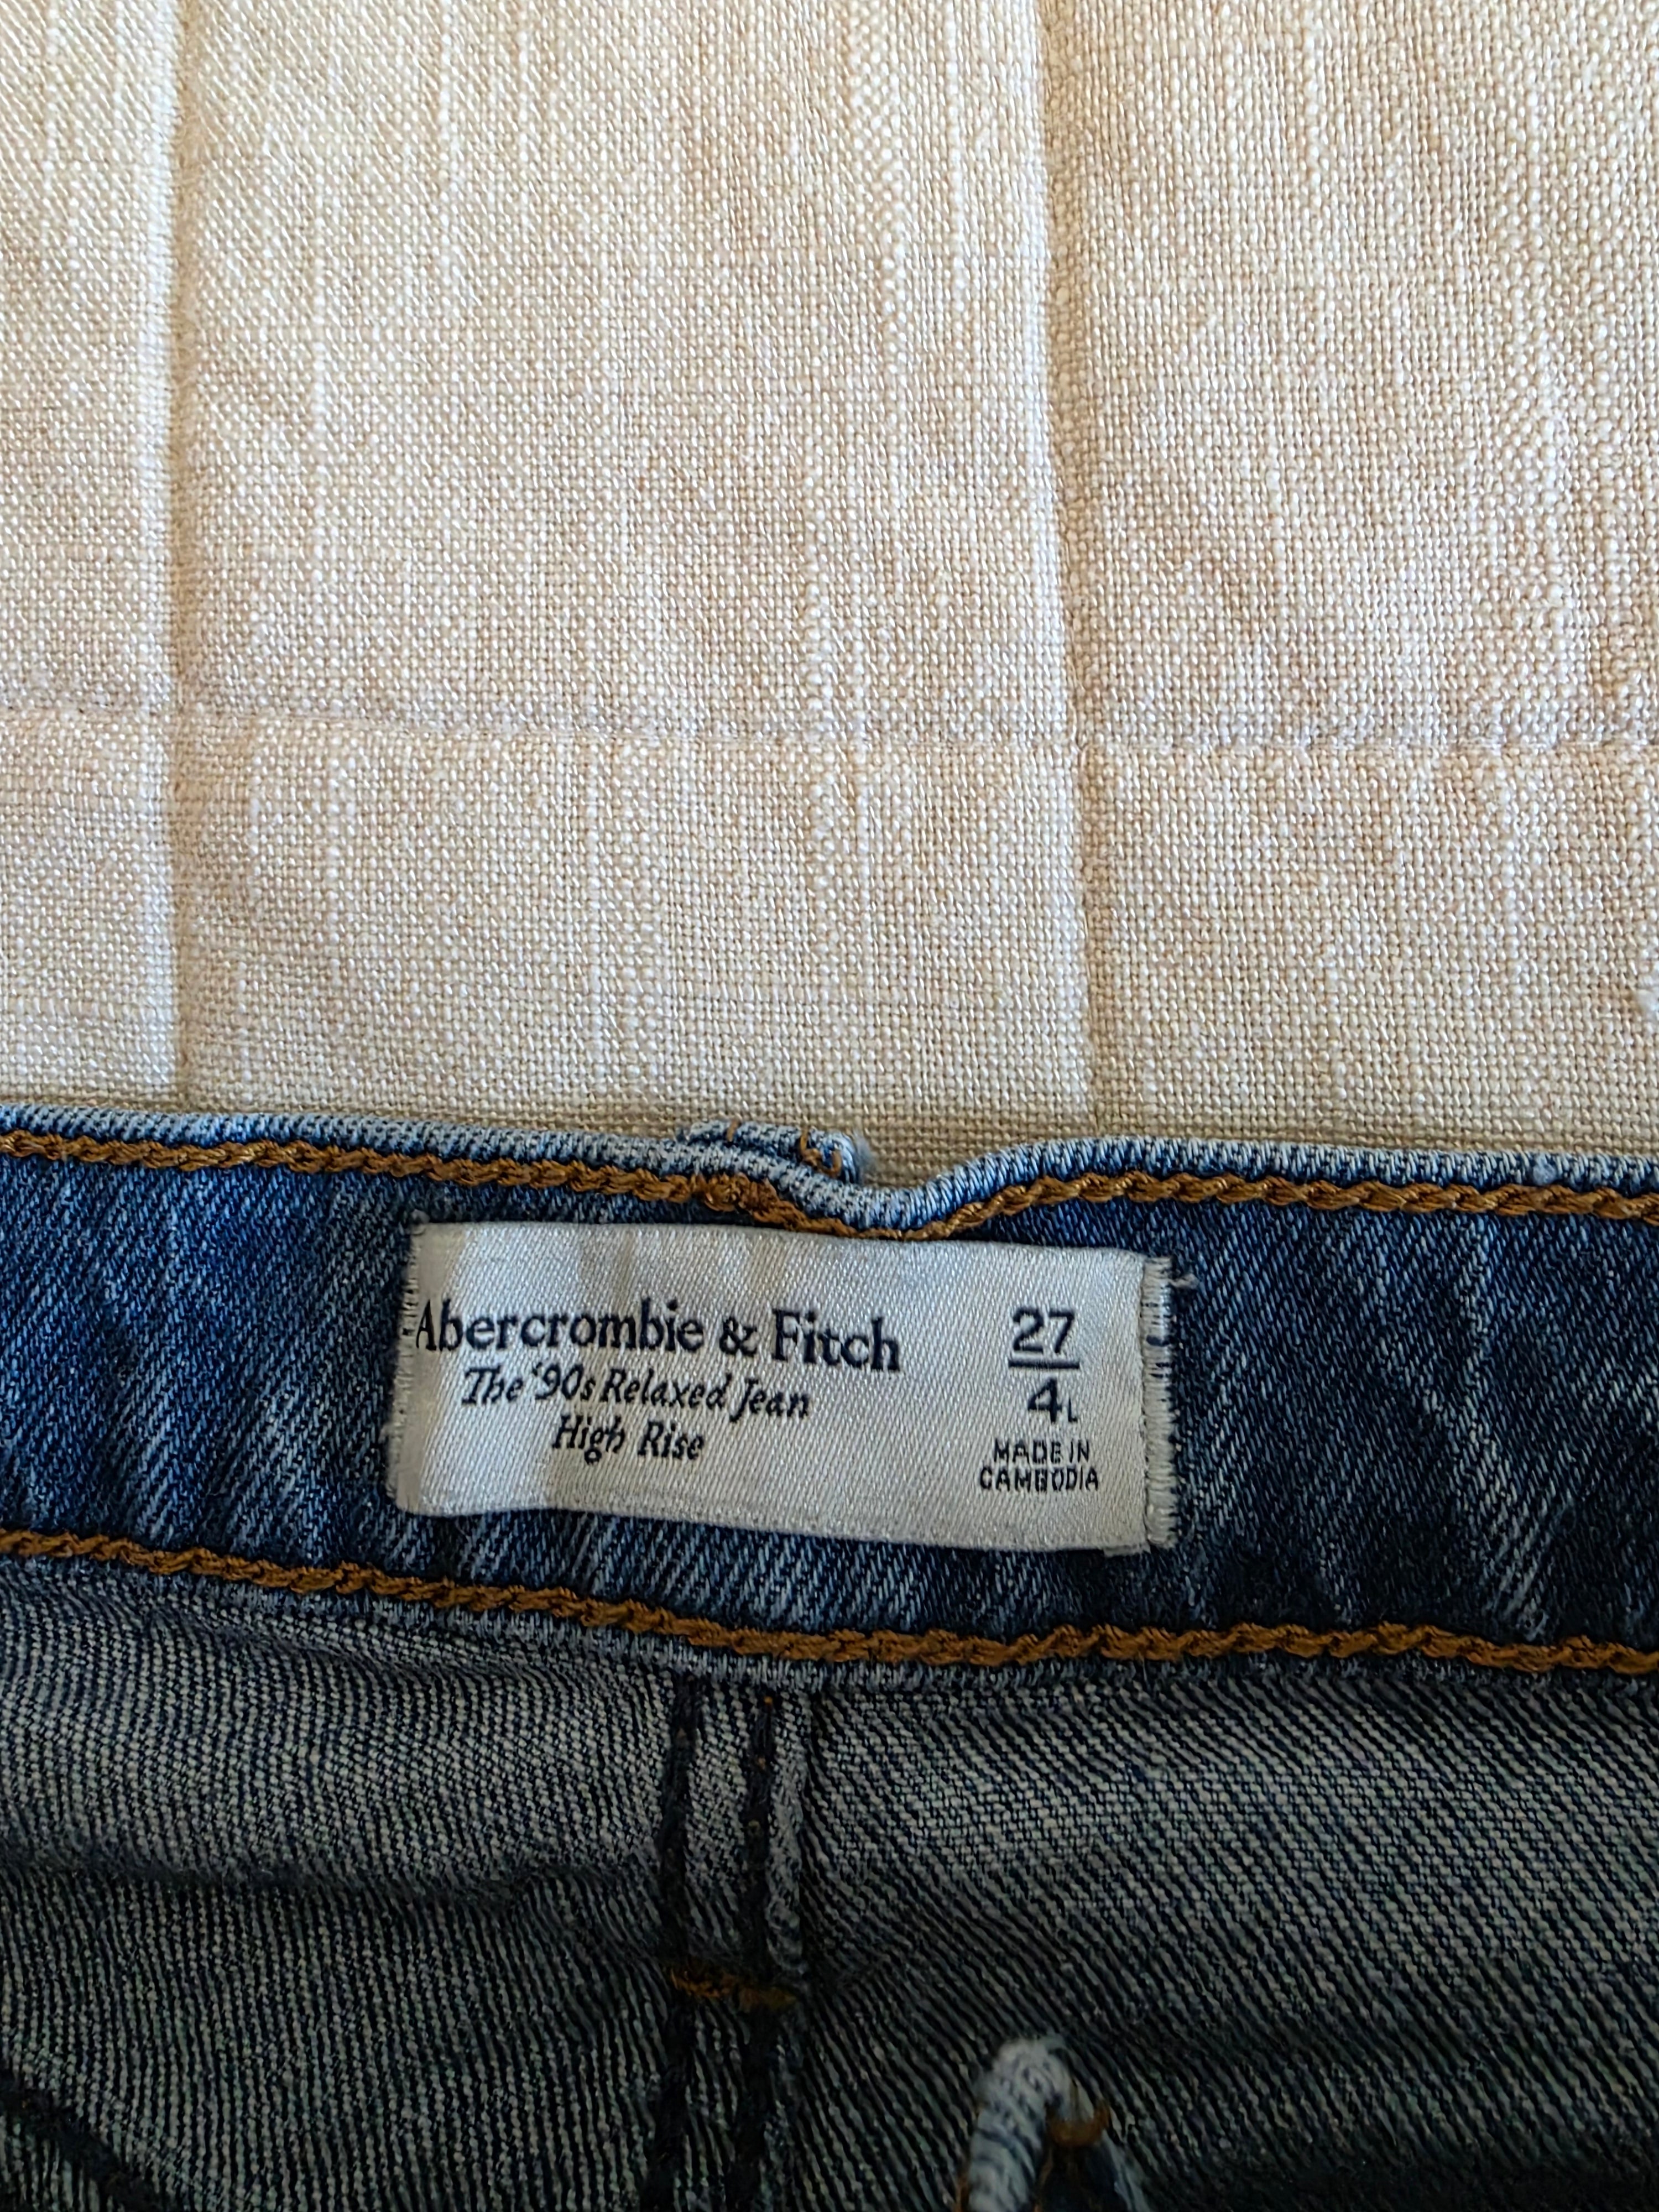 Abercrombie & Fitch
The '90s Relaxed Jean
High Rise
27
4L
MADE IN
CAMBODIA